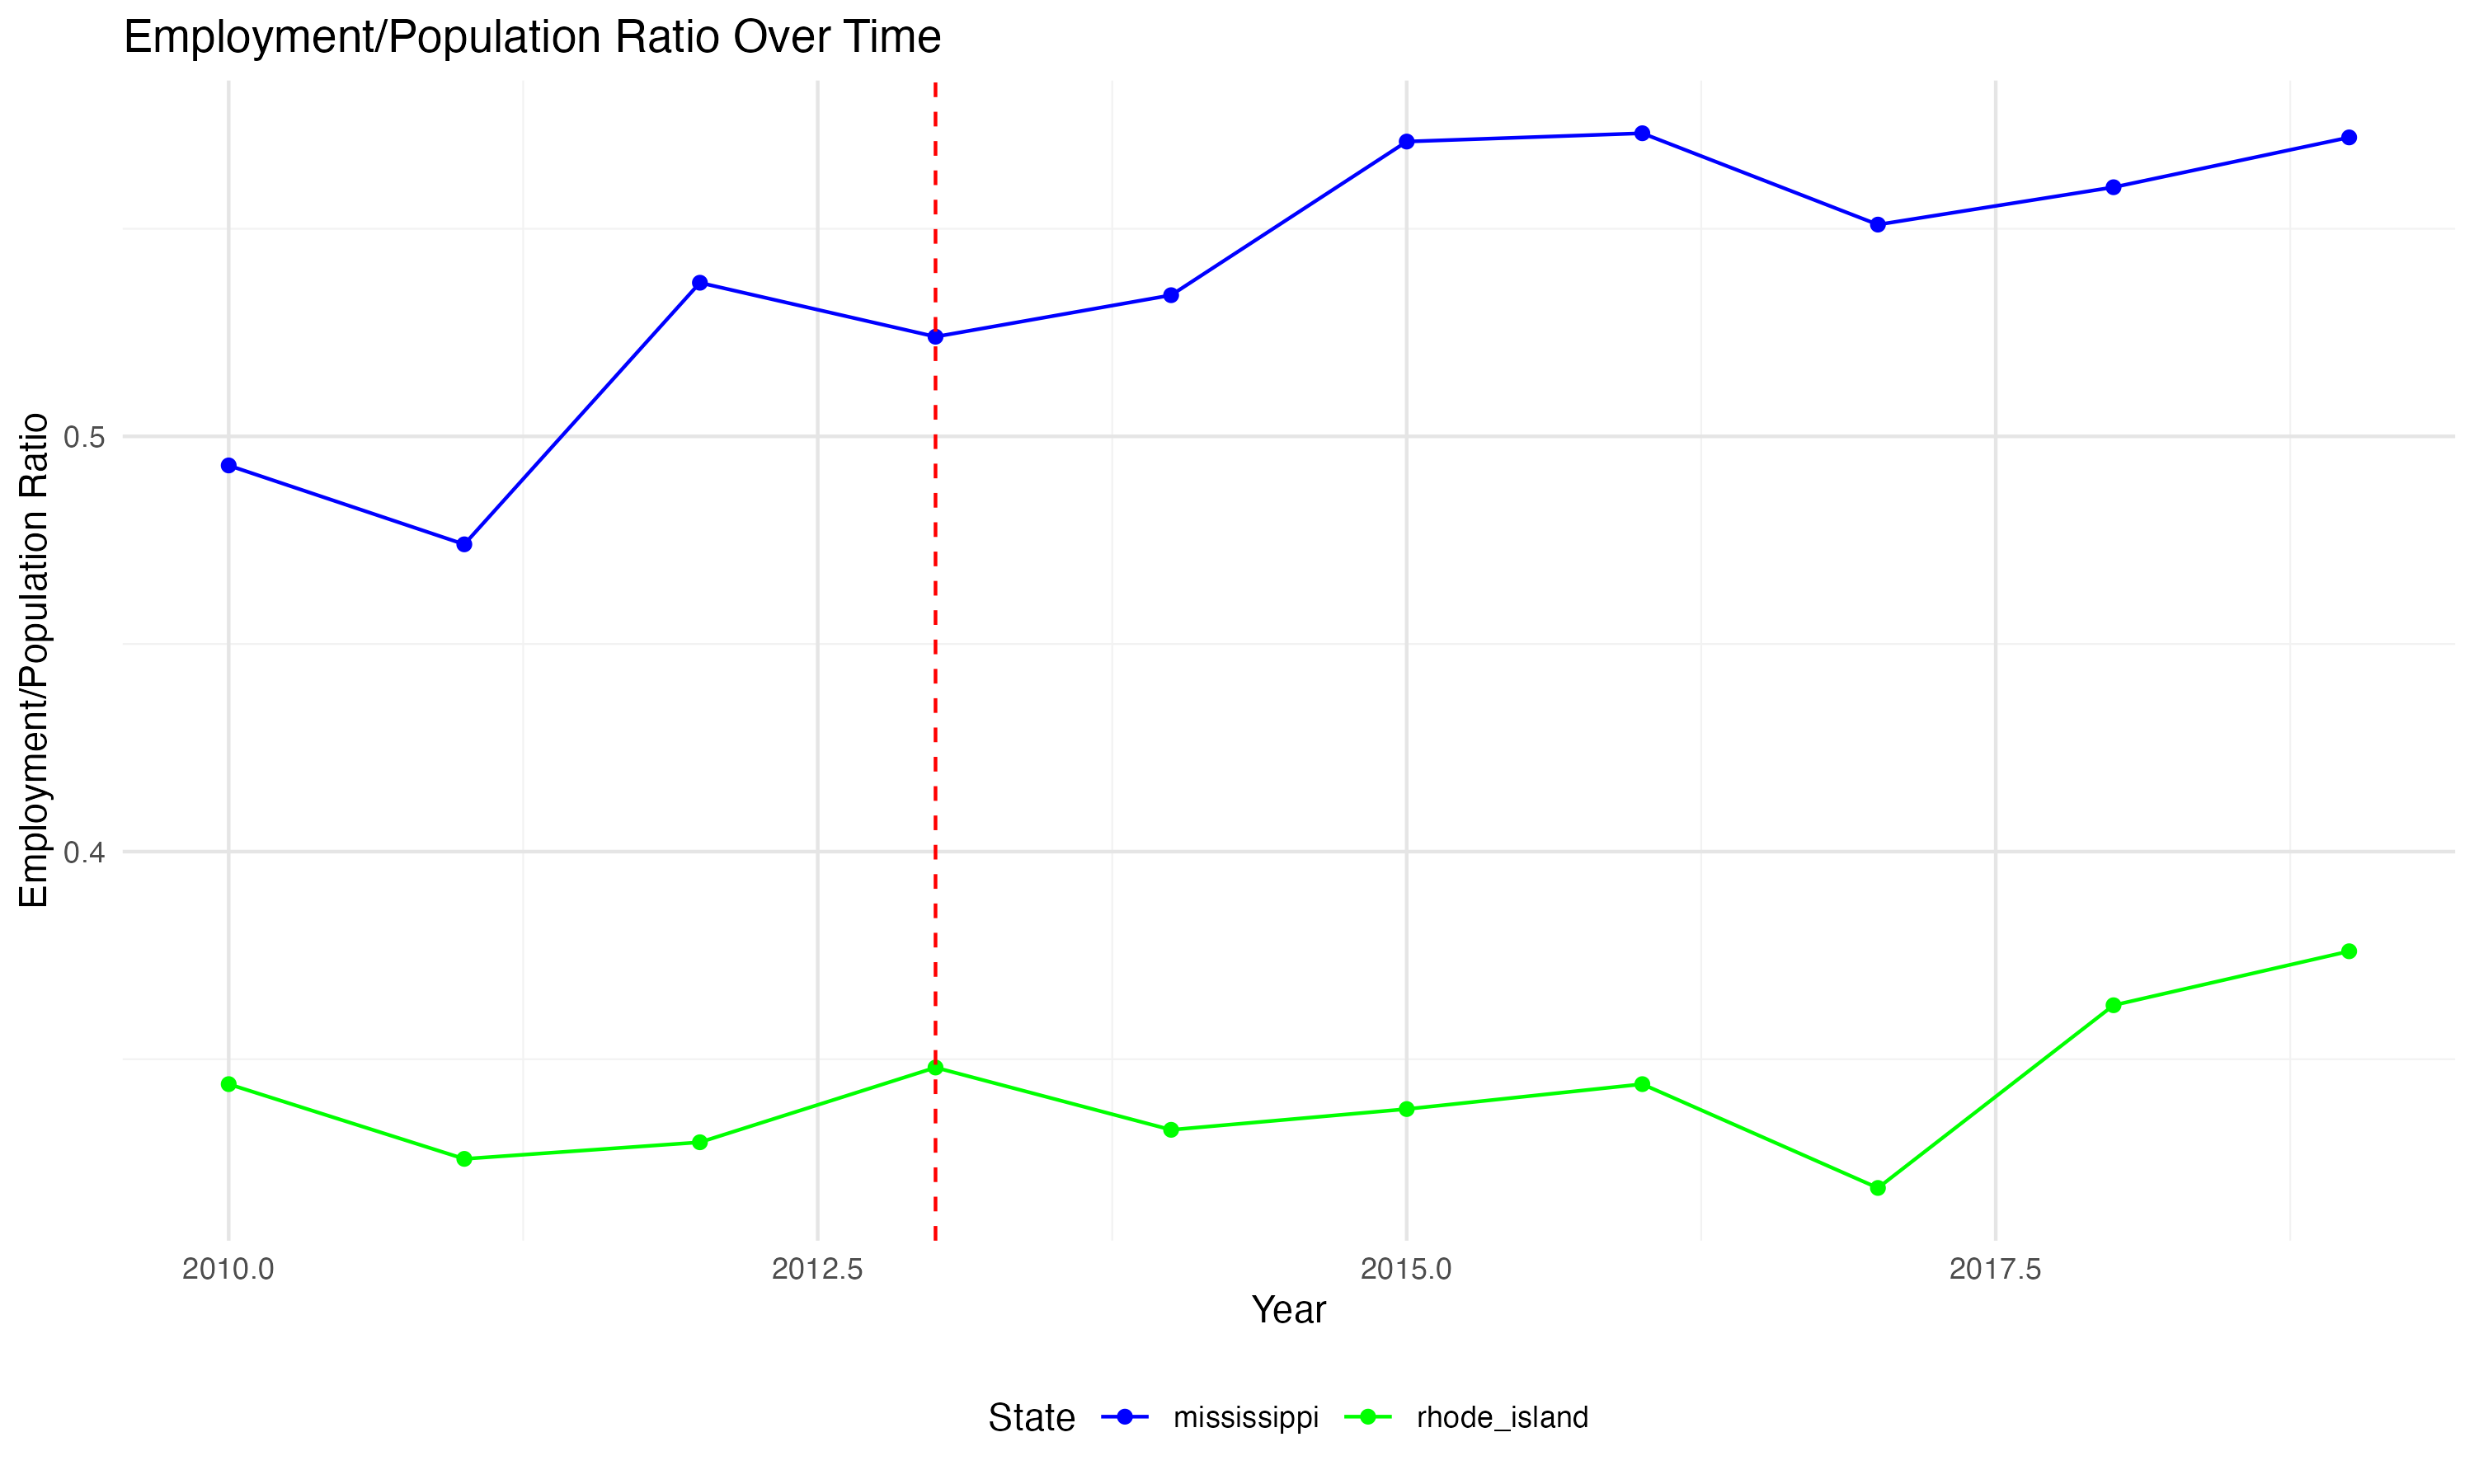 Employment/Population Ratio Over Time
Employment/Population Ratio
0.5
0.4
2010.0 2012.5 2015.0 2017.5
Year
State mississippi rhode_island